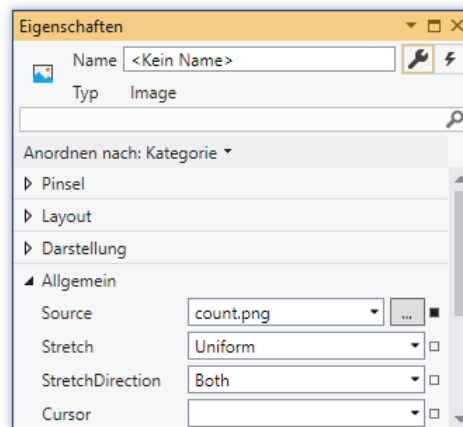 Eigenschaften
Name <Kein Name>
Typ Image
Anordnen nach: Kategorie
Pinsel
Layout
Darstellung
Allgemein
Source count.png ...
Stretch Uniform
StretchDirection Both
Cursor